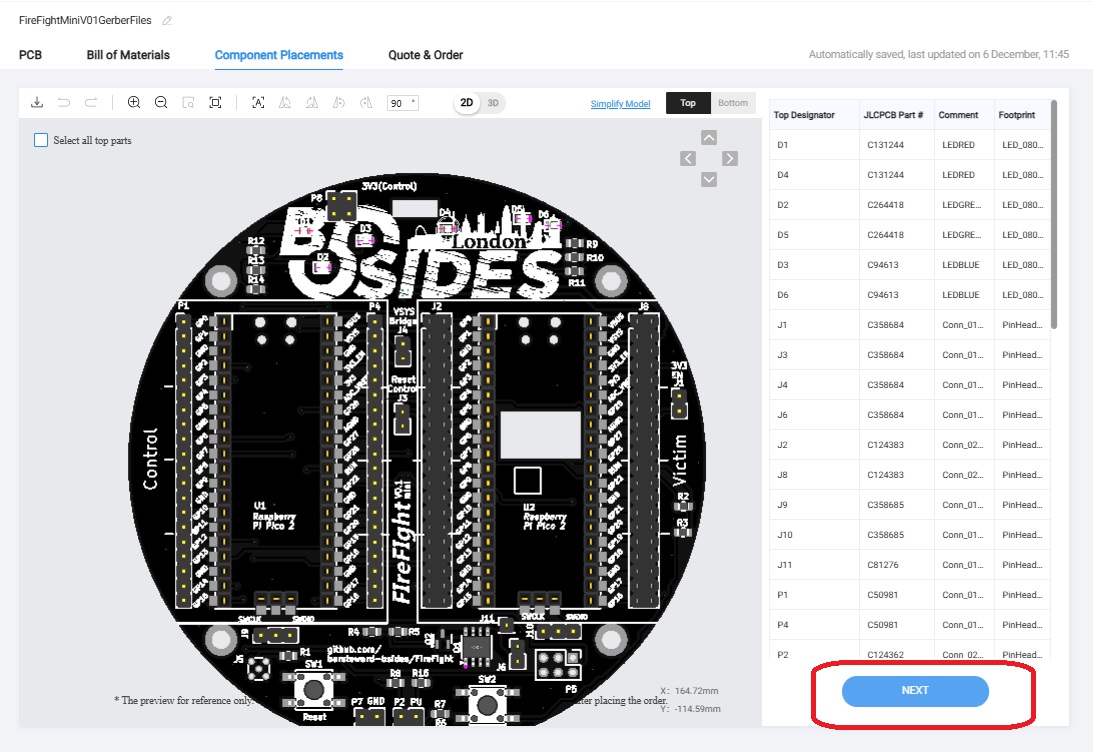 FireFightMiniV01GerberFiles
PCB Bill of Materials Component Placements Quote & Order Automatically saved, last updated on 6 December, 11:45
90 ° 2D 3D Simplify Model Top Bottom
Select all top parts
3V3(Control)
P8
D1 D3 D2 D4 D5 D6
London
BSIDES
R12
R13
R14
R9
R10
R11
P1 P4 J2 J8
VSYS
Bridge
J4
Reset
Control
J3
3V3
EN
J1
Control
Victim
U1
Raspberry
Pi Pico 2
U2
Raspberry
Pi Pico 2
FireFight V0.1
mini
R2
R3
SWCLK SWDIO
SWCLK SWDIO
J9 J11 J10
R4 R5
github.com/
barsteward-bsides/firefight
J5 R1 J6 P5
SW1 R8 R15 SW2
Reset
P7 GND P2 PU R7
R6
* The preview for reference only. after placing the order.
X: 164.72mm
Y: -114.59mm
Top Designator JLCPCB Part # Comment Footprint
D1 C131244 LEDRED LED_080...
D4 C131244 LEDRED LED_080...
D2 C264418 LEDGRE... LED_080...
D5 C264418 LEDGRE... LED_080...
D3 C94613 LEDBLUE LED_080...
D6 C94613 LEDBLUE LED_080...
J1 C358684 Conn_01... PinHead...
J3 C358684 Conn_01... PinHead...
J4 C358684 Conn_01... PinHead...
J6 C358684 Conn_01... PinHead...
J2 C124383 Conn_02... PinHead...
J8 C124383 Conn_02... PinHead...
J9 C358685 Conn_01... PinHead...
J10 C358685 Conn_01... PinHead...
J11 C81276 Conn_01... PinHead...
P1 C50981 Conn_01... PinHead...
P4 C50981 Conn_01... PinHead...
P2 C124362 Conn_02... PinHead...
NEXT